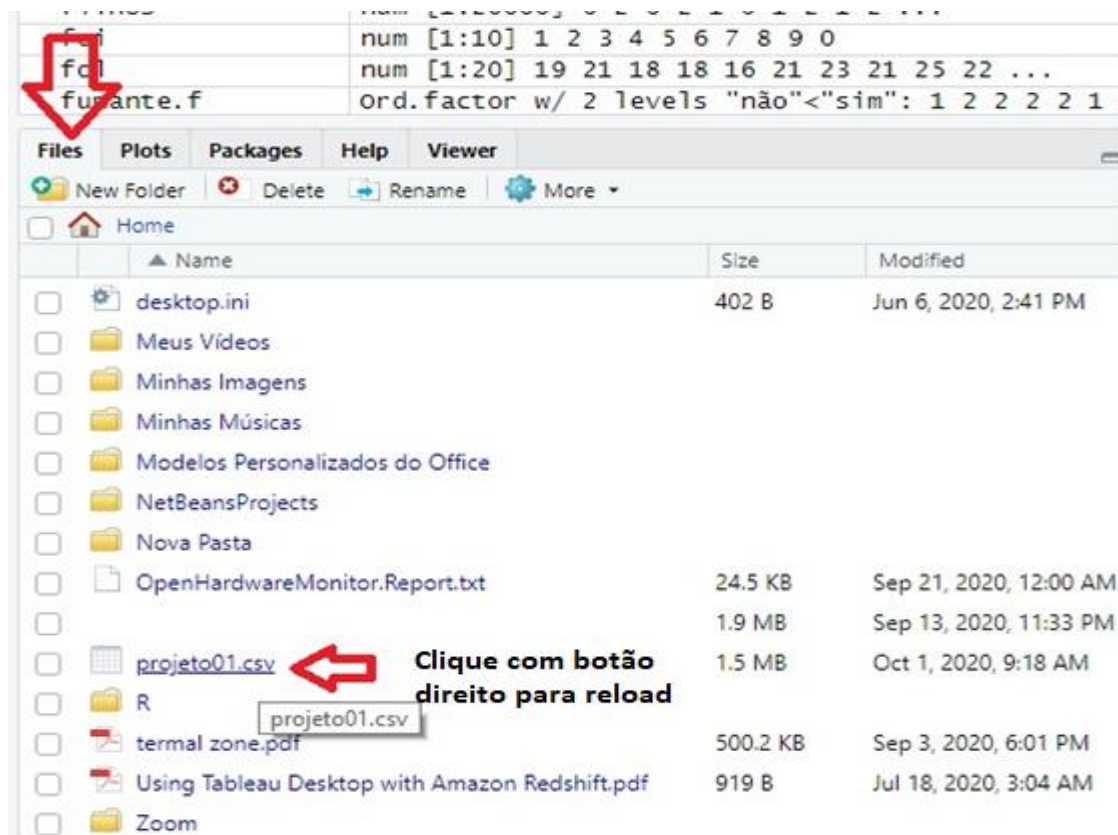 num [1:10] 1 2 3 4 5 6 7 8 9 0
num [1:20] 19 21 18 18 16 21 23 21 25 22 ...
fumante.f Ord.factor w/ 2 levels "não"<"sim": 1 2 2 2 2 1
Files Plots Packages Help Viewer
New Folder Delete Rename More
Home
Name Size Modified
desktop.ini 402 B Jun 6, 2020, 2:41 PM
Meus Vídeos
Minhas Imagens
Minhas Músicas
Modelos Personalizados do Office
NetBeansProjects
Nova Pasta
OpenHardwareMonitor.Report.txt 24.5 KB Sep 21, 2020, 12:00 AM
1.9 MB Sep 13, 2020, 11:33 PM
projeto01.csv Clique com botão 1.5 MB Oct 1, 2020, 9:18 AM
direito para reload
R
projeto01.csv
termal zone.pdf 500.2 KB Sep 3, 2020, 6:01 PM
Using Tableau Desktop with Amazon Redshift.pdf 919 B Jul 18, 2020, 3:04 AM
Zoom